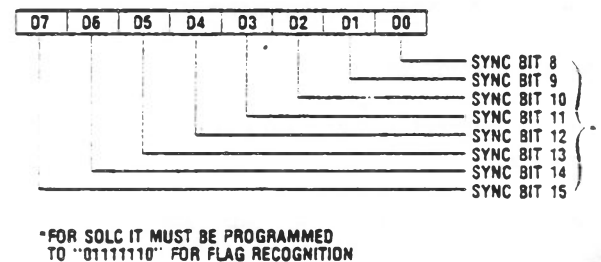 D7 D6 D5 D4 D3 D2 D1 D0
SYNC BIT 8
SYNC BIT 9
SYNC BIT 10
SYNC BIT 11
SYNC BIT 12
SYNC BIT 13
SYNC BIT 14
SYNC BIT 15
*
*FOR SDLC IT MUST BE PROGRAMMED
TO "01111110" FOR FLAG RECOGNITION